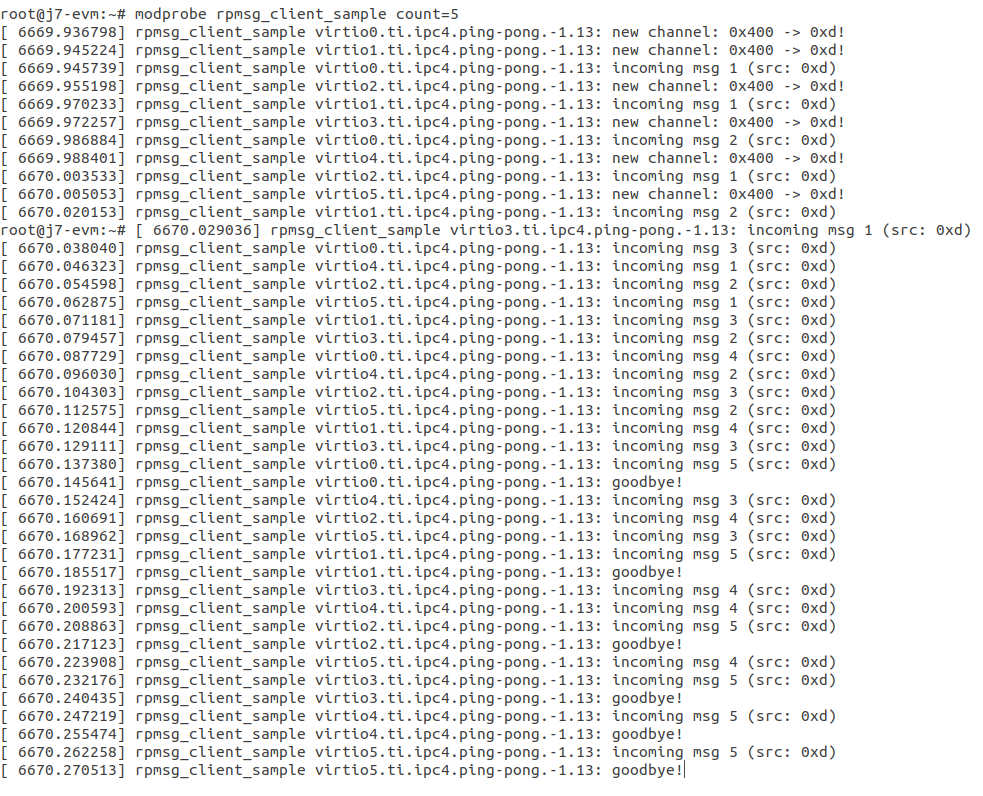 root@j7-evm:~# modprobe rpmsg_client_sample count=5
[ 6669.936798] rpmsg_client_sample virtio0.ti.ipc4.ping-pong.-1.13: new channel: 0x400 -> 0xd!
[ 6669.945224] rpmsg_client_sample virtio1.ti.ipc4.ping-pong.-1.13: new channel: 0x400 -> 0xd!
[ 6669.945739] rpmsg_client_sample virtio0.ti.ipc4.ping-pong.-1.13: incoming msg 1 (src: 0xd)
[ 6669.955198] rpmsg_client_sample virtio2.ti.ipc4.ping-pong.-1.13: new channel: 0x400 -> 0xd!
[ 6669.970233] rpmsg_client_sample virtio1.ti.ipc4.ping-pong.-1.13: incoming msg 1 (src: 0xd)
[ 6669.972257] rpmsg_client_sample virtio3.ti.ipc4.ping-pong.-1.13: new channel: 0x400 -> 0xd!
[ 6669.986884] rpmsg_client_sample virtio0.ti.ipc4.ping-pong.-1.13: incoming msg 2 (src: 0xd)
[ 6669.988401] rpmsg_client_sample virtio4.ti.ipc4.ping-pong.-1.13: new channel: 0x400 -> 0xd!
[ 6670.003533] rpmsg_client_sample virtio2.ti.ipc4.ping-pong.-1.13: incoming msg 1 (src: 0xd)
[ 6670.005053] rpmsg_client_sample virtio5.ti.ipc4.ping-pong.-1.13: new channel: 0x400 -> 0xd!
[ 6670.020153] rpmsg_client_sample virtio1.ti.ipc4.ping-pong.-1.13: incoming msg 2 (src: 0xd)
root@j7-evm:~# [ 6670.029036] rpmsg_client_sample virtio3.ti.ipc4.ping-pong.-1.13: incoming msg 1 (src: 0xd)
[ 6670.038040] rpmsg_client_sample virtio0.ti.ipc4.ping-pong.-1.13: incoming msg 3 (src: 0xd)
[ 6670.046323] rpmsg_client_sample virtio4.ti.ipc4.ping-pong.-1.13: incoming msg 1 (src: 0xd)
[ 6670.054598] rpmsg_client_sample virtio2.ti.ipc4.ping-pong.-1.13: incoming msg 2 (src: 0xd)
[ 6670.062875] rpmsg_client_sample virtio5.ti.ipc4.ping-pong.-1.13: incoming msg 1 (src: 0xd)
[ 6670.071181] rpmsg_client_sample virtio1.ti.ipc4.ping-pong.-1.13: incoming msg 3 (src: 0xd)
[ 6670.079457] rpmsg_client_sample virtio3.ti.ipc4.ping-pong.-1.13: incoming msg 2 (src: 0xd)
[ 6670.087729] rpmsg_client_sample virtio0.ti.ipc4.ping-pong.-1.13: incoming msg 4 (src: 0xd)
[ 6670.096030] rpmsg_client_sample virtio4.ti.ipc4.ping-pong.-1.13: incoming msg 2 (src: 0xd)
[ 6670.104303] rpmsg_client_sample virtio2.ti.ipc4.ping-pong.-1.13: incoming msg 3 (src: 0xd)
[ 6670.112575] rpmsg_client_sample virtio5.ti.ipc4.ping-pong.-1.13: incoming msg 2 (src: 0xd)
[ 6670.120844] rpmsg_client_sample virtio1.ti.ipc4.ping-pong.-1.13: incoming msg 4 (src: 0xd)
[ 6670.129111] rpmsg_client_sample virtio3.ti.ipc4.ping-pong.-1.13: incoming msg 3 (src: 0xd)
[ 6670.137380] rpmsg_client_sample virtio0.ti.ipc4.ping-pong.-1.13: incoming msg 5 (src: 0xd)
[ 6670.145641] rpmsg_client_sample virtio0.ti.ipc4.ping-pong.-1.13: goodbye!
[ 6670.152424] rpmsg_client_sample virtio4.ti.ipc4.ping-pong.-1.13: incoming msg 3 (src: 0xd)
[ 6670.160691] rpmsg_client_sample virtio2.ti.ipc4.ping-pong.-1.13: incoming msg 4 (src: 0xd)
[ 6670.168962] rpmsg_client_sample virtio5.ti.ipc4.ping-pong.-1.13: incoming msg 3 (src: 0xd)
[ 6670.177231] rpmsg_client_sample virtio1.ti.ipc4.ping-pong.-1.13: incoming msg 5 (src: 0xd)
[ 6670.185517] rpmsg_client_sample virtio1.ti.ipc4.ping-pong.-1.13: goodbye!
[ 6670.192313] rpmsg_client_sample virtio3.ti.ipc4.ping-pong.-1.13: incoming msg 4 (src: 0xd)
[ 6670.200593] rpmsg_client_sample virtio4.ti.ipc4.ping-pong.-1.13: incoming msg 4 (src: 0xd)
[ 6670.208863] rpmsg_client_sample virtio2.ti.ipc4.ping-pong.-1.13: incoming msg 5 (src: 0xd)
[ 6670.217123] rpmsg_client_sample virtio2.ti.ipc4.ping-pong.-1.13: goodbye!
[ 6670.223908] rpmsg_client_sample virtio5.ti.ipc4.ping-pong.-1.13: incoming msg 4 (src: 0xd)
[ 6670.232176] rpmsg_client_sample virtio3.ti.ipc4.ping-pong.-1.13: incoming msg 5 (src: 0xd)
[ 6670.240435] rpmsg_client_sample virtio3.ti.ipc4.ping-pong.-1.13: goodbye!
[ 6670.247219] rpmsg_client_sample virtio4.ti.ipc4.ping-pong.-1.13: incoming msg 5 (src: 0xd)
[ 6670.255474] rpmsg_client_sample virtio4.ti.ipc4.ping-pong.-1.13: goodbye!
[ 6670.262258] rpmsg_client_sample virtio5.ti.ipc4.ping-pong.-1.13: incoming msg 5 (src: 0xd)
[ 6670.270513] rpmsg_client_sample virtio5.ti.ipc4.ping-pong.-1.13: goodbye!